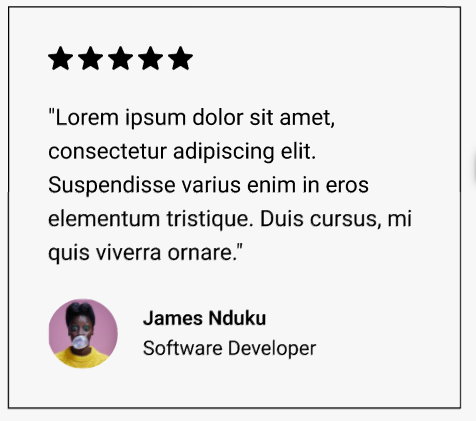 "Lorem ipsum dolor sit amet,
consectetur adipiscing elit.
Suspendisse varius enim in eros
elementum tristique. Duis cursus, mi
quis viverra ornare."
James Nduku
Software Developer